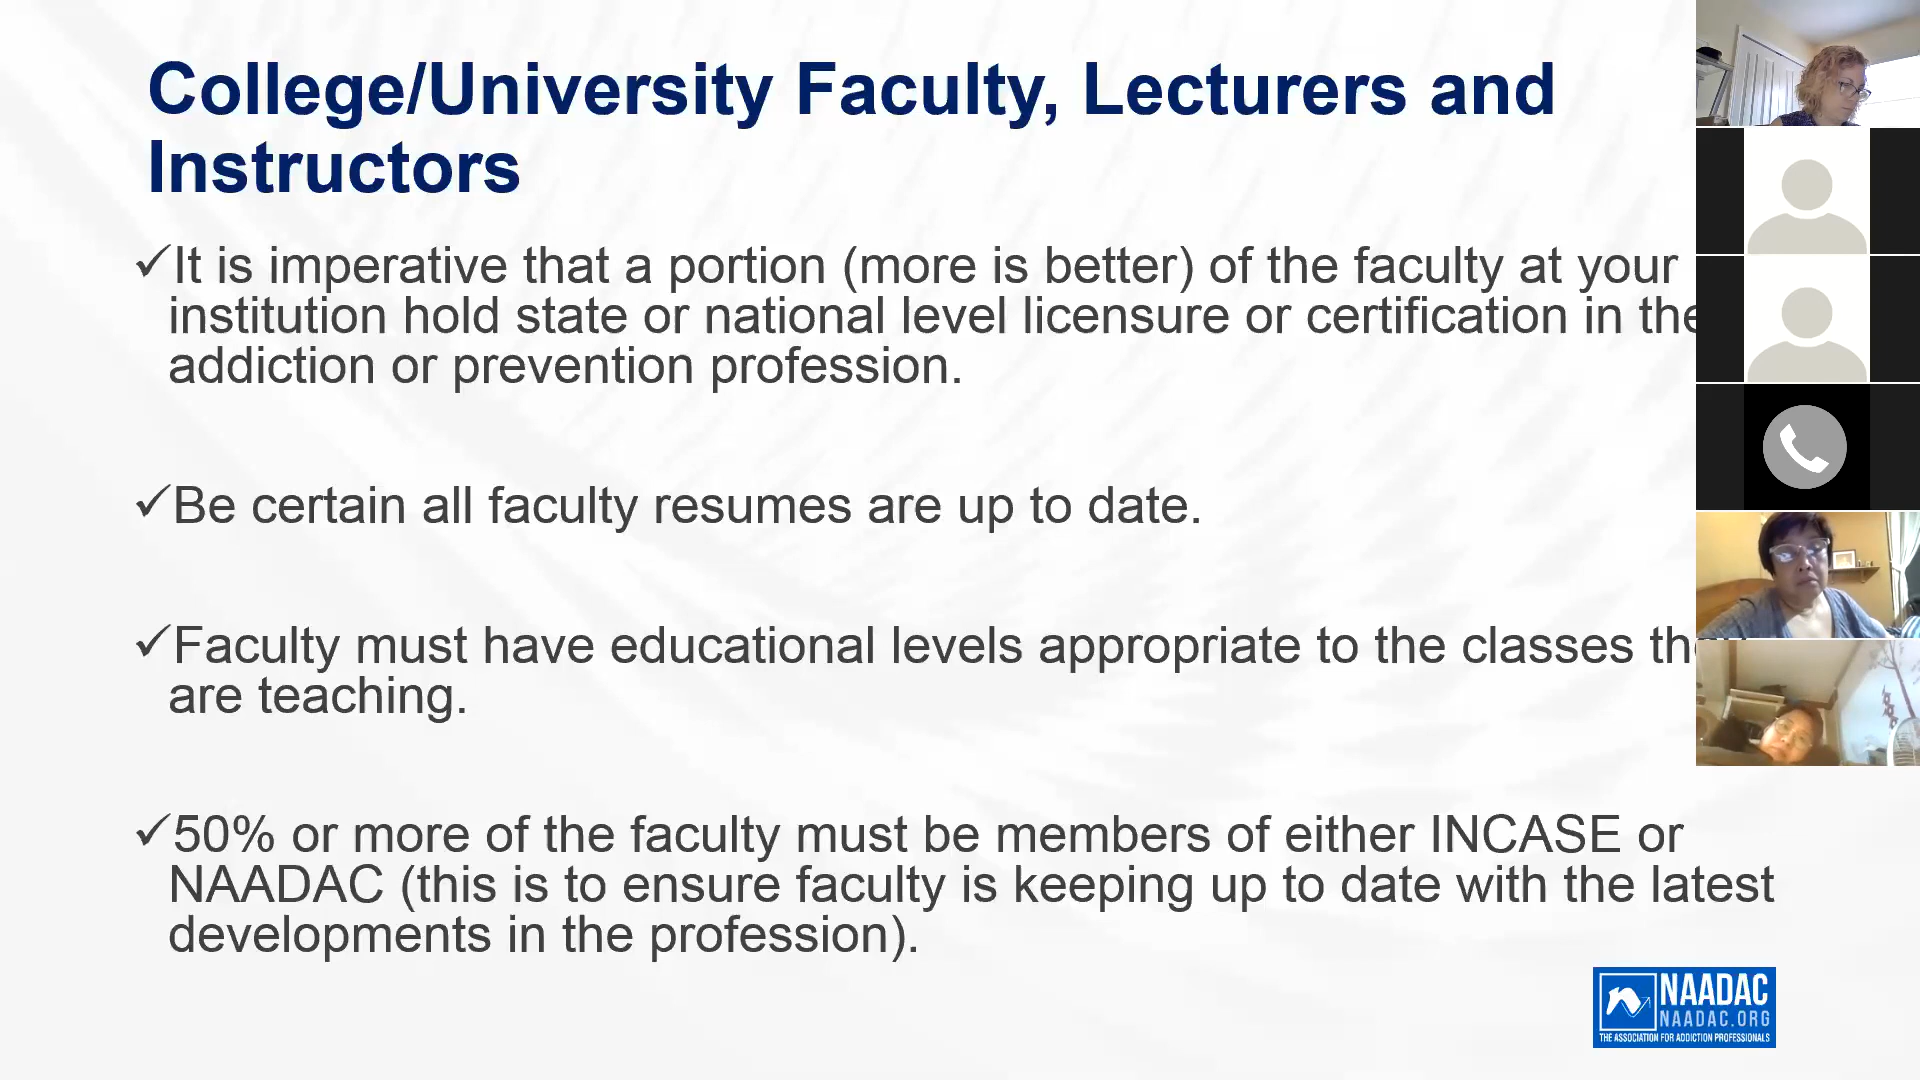 College/University Faculty, Lecturers and
Instructors
✓It is imperative that a portion (more is better) of the faculty at your
institution hold state or national level licensure or certification in the
addiction or prevention profession.
✓Be certain all faculty resumes are up to date.
✓Faculty must have educational levels appropriate to the classes they
are teaching.
✓50% or more of the faculty must be members of either INCASE or
NAADAC (this is to ensure faculty is keeping up to date with the latest
developments in the profession).
NAADAC
NAADAC.ORG
THE ASSOCIATION FOR ADDICTION PROFESSIONALS